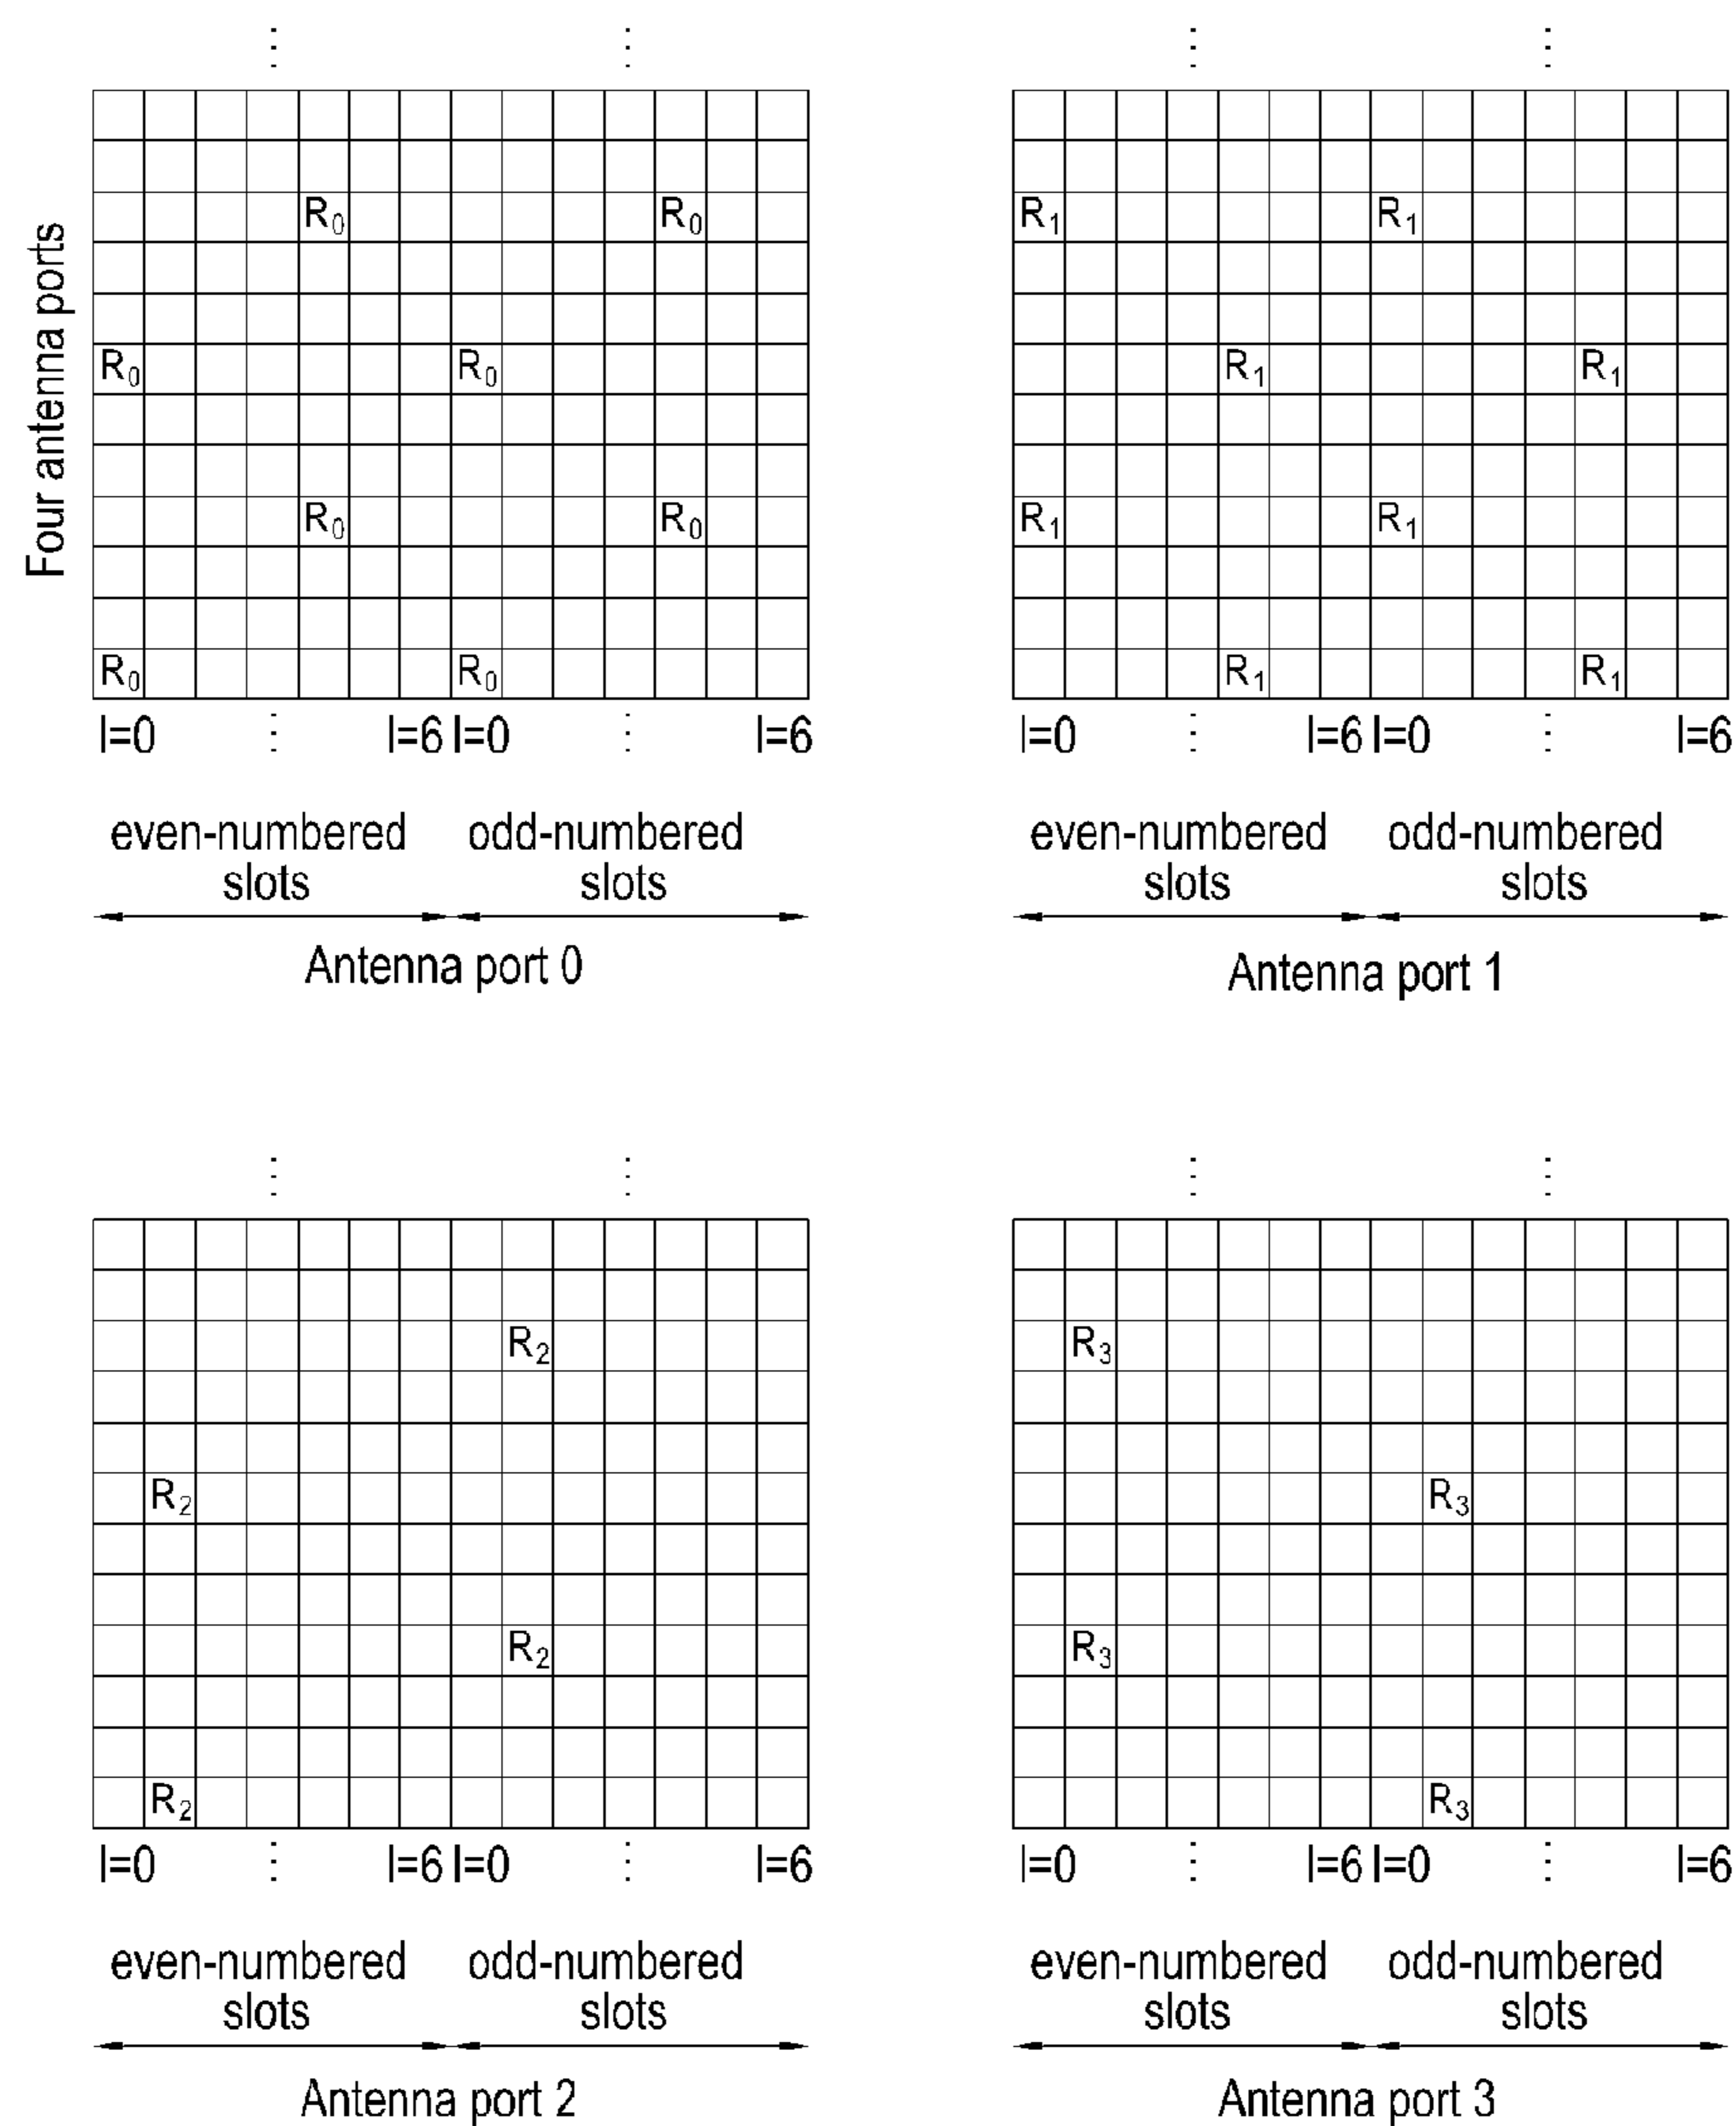 Four antenna ports
R0 R0
R0 R0
R0 R0
R0 R0
l=0 l=6 l=0 l=6
even-numbered slots
odd-numbered slots
Antenna port 0
R1 R1
R1 R1
R1 R1
R1 R1
l=0 l=6 l=0 l=6
even-numbered slots
odd-numbered slots
Antenna port 1
R2
R2
R2
R2
l=0 l=6 l=0 l=6
even-numbered slots
odd-numbered slots
Antenna port 2
R3
R3
R3
R3
l=0 l=6 l=0 l=6
even-numbered slots
odd-numbered slots
Antenna port 3